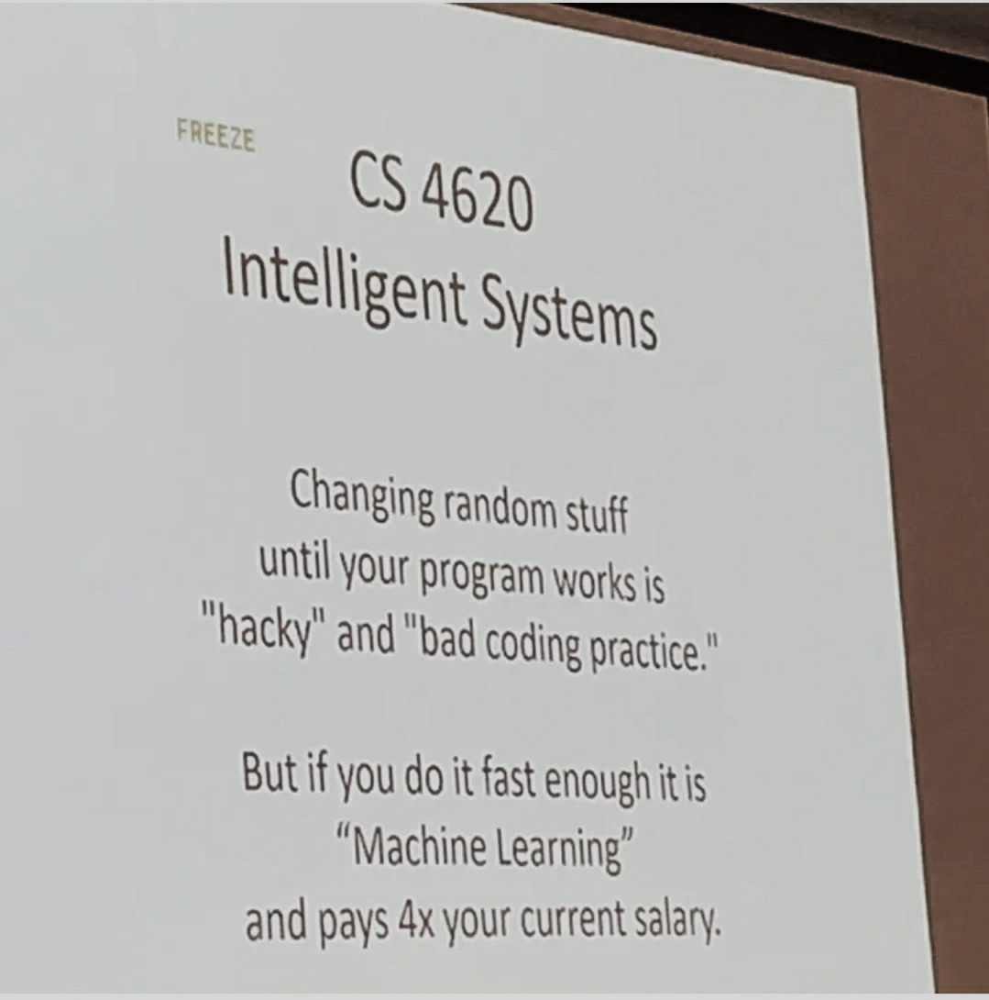 FREEZE
CS 4620
Intelligent Systems
Changing random stuff
until your program works is
"hacky" and "bad coding practice."
But if you do it fast enough it is
“Machine Learning”
and pays 4x your current salary.